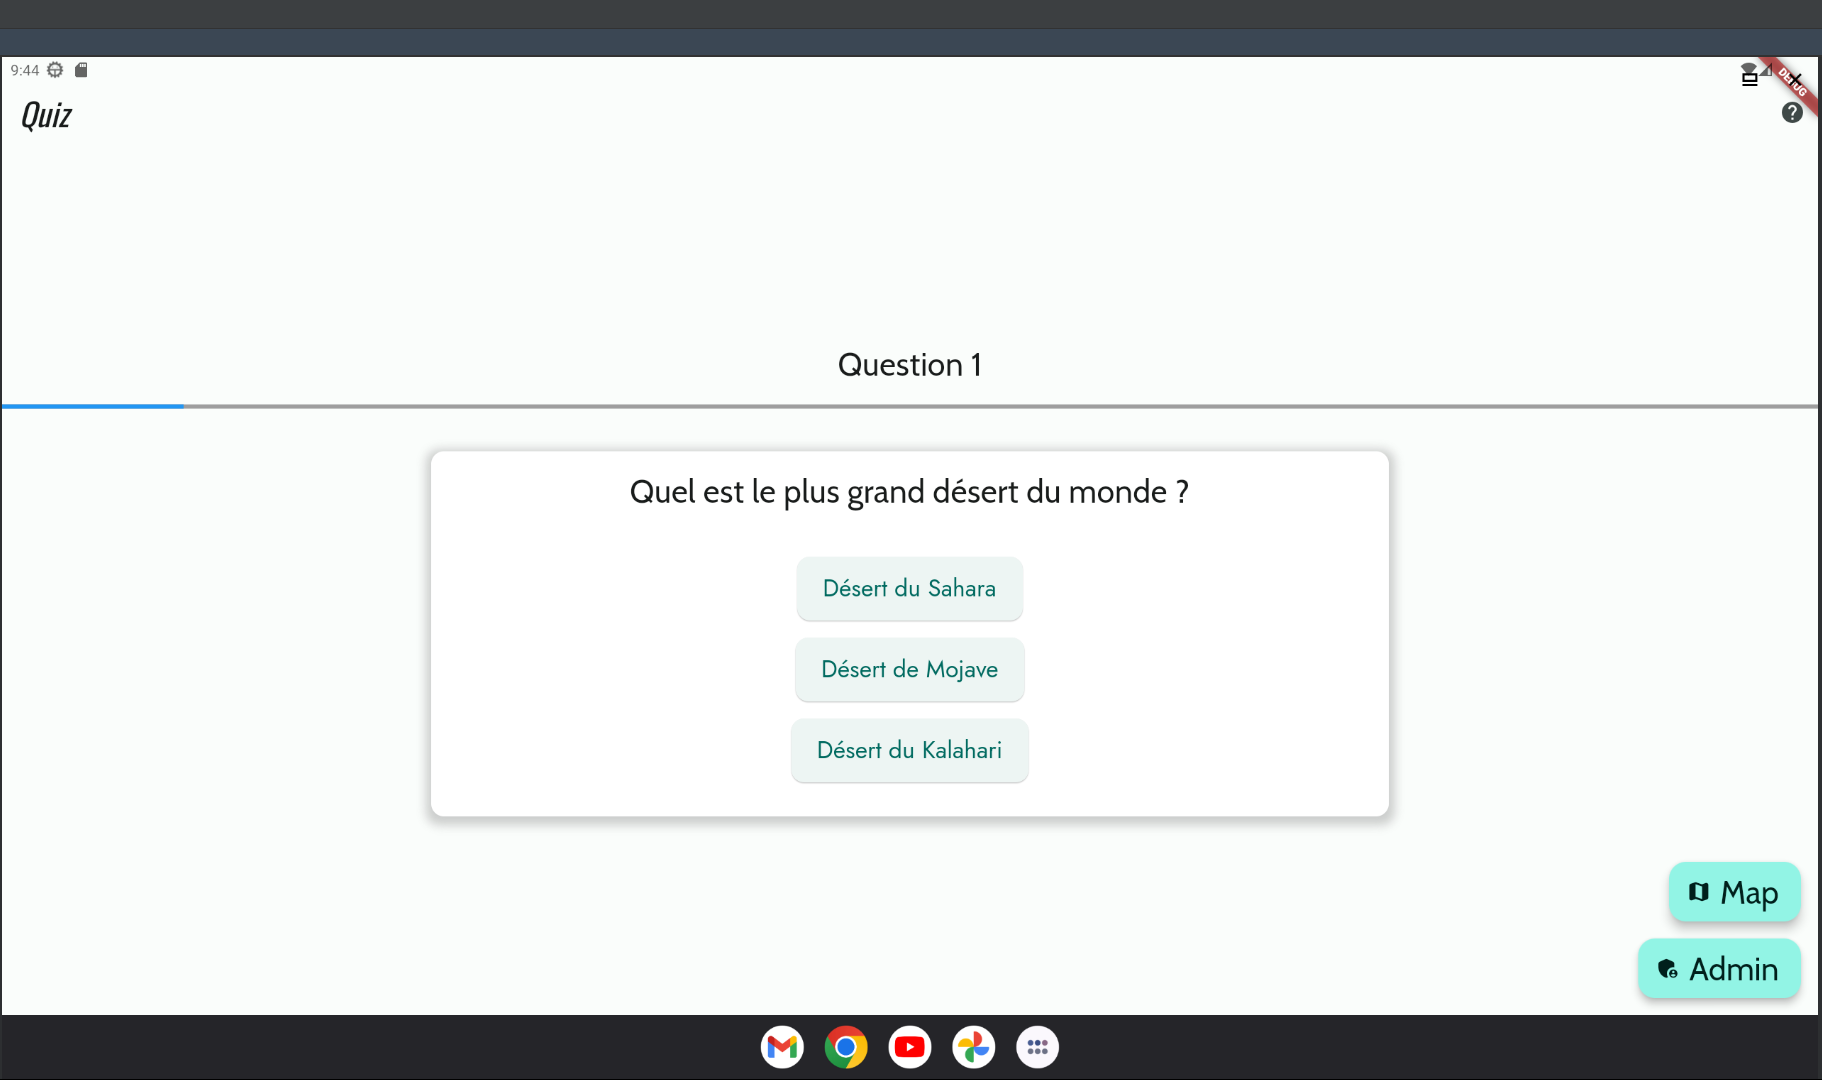 9:44
DEBUG
Quiz
Question 1
Quel est le plus grand désert du monde ?
Désert du Sahara
Désert de Mojave
Désert du Kalahari
Map
Admin